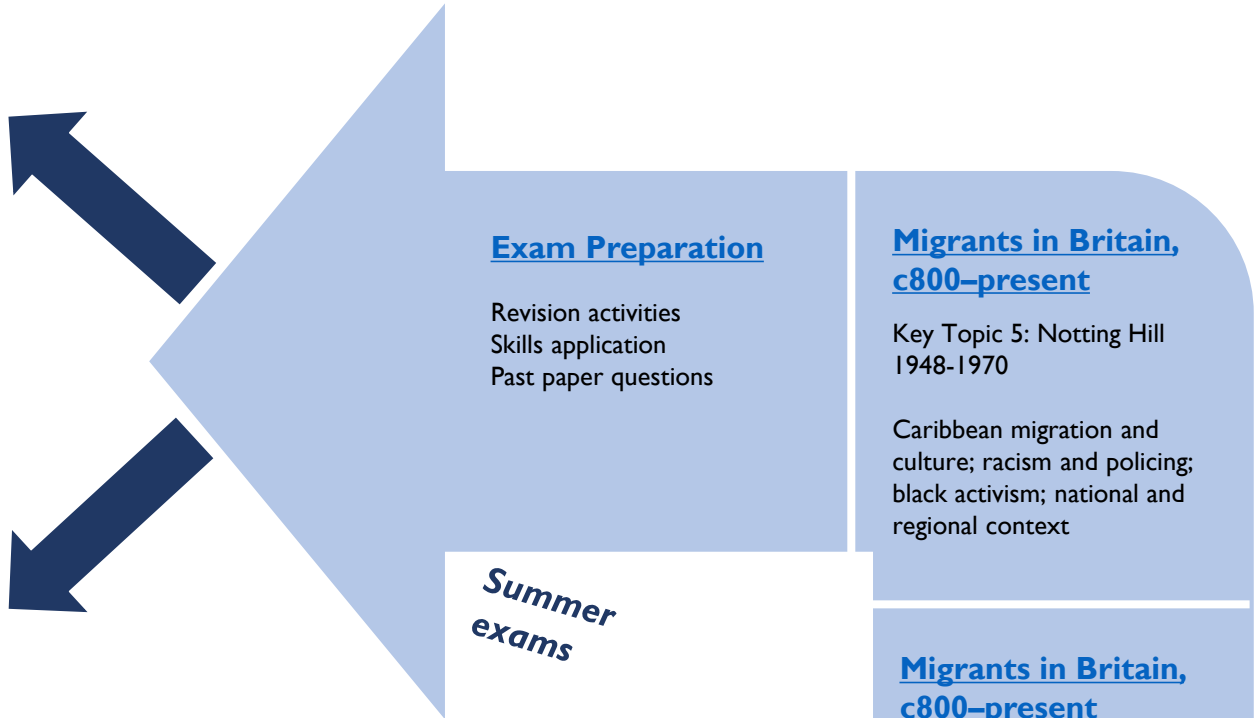 Exam Preparation
Revision activities
Skills application
Past paper questions
Migrants in Britain,
c800–present
Key Topic 5: Notting Hill
1948-1970
Caribbean migration and
culture; racism and policing;
black activism; national and
regional context
Summer
exams
Migrants in Britain,
c800–present